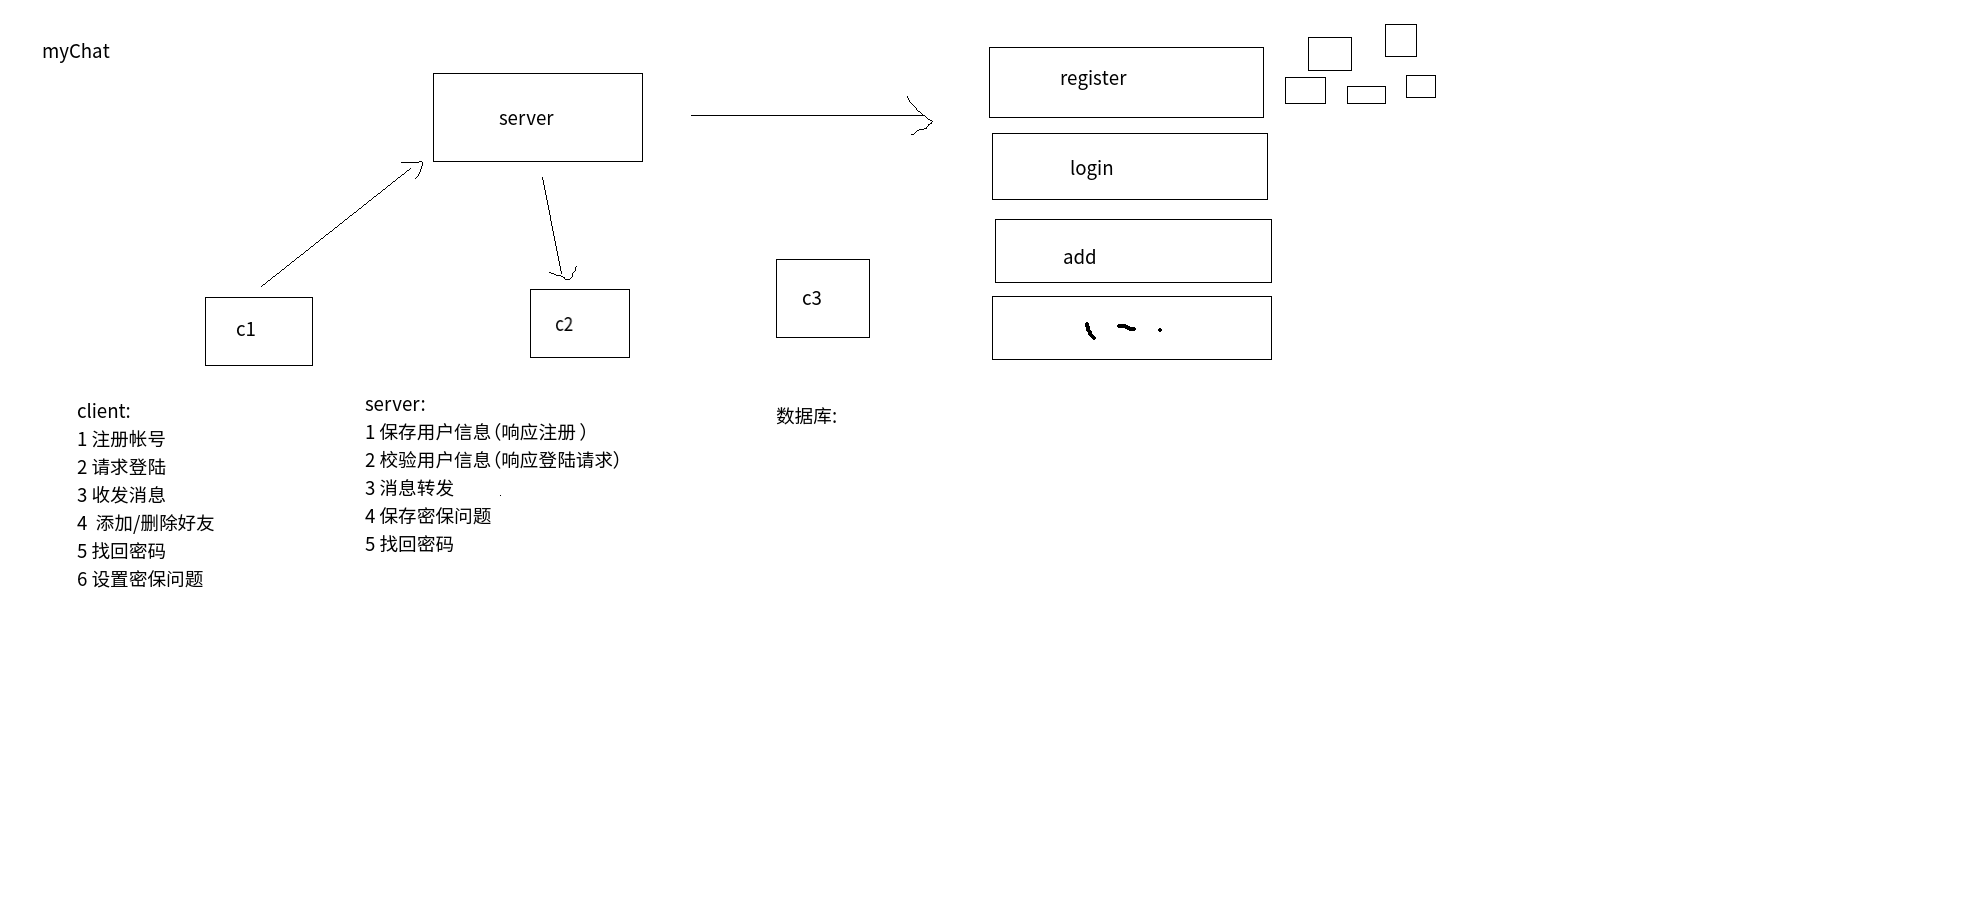 myChat
server
register
login
add
c1
c2
c3
client:
1 注册帐号
2 请求登陆
3 收发消息
4 添加/删除好友
5 找回密码
6 设置密保问题
server:
1 保存用户信息(响应注册 )
2 校验用户信息(响应登陆请求)
3 消息转发
4 保存密保问题
5 找回密码
数据库: